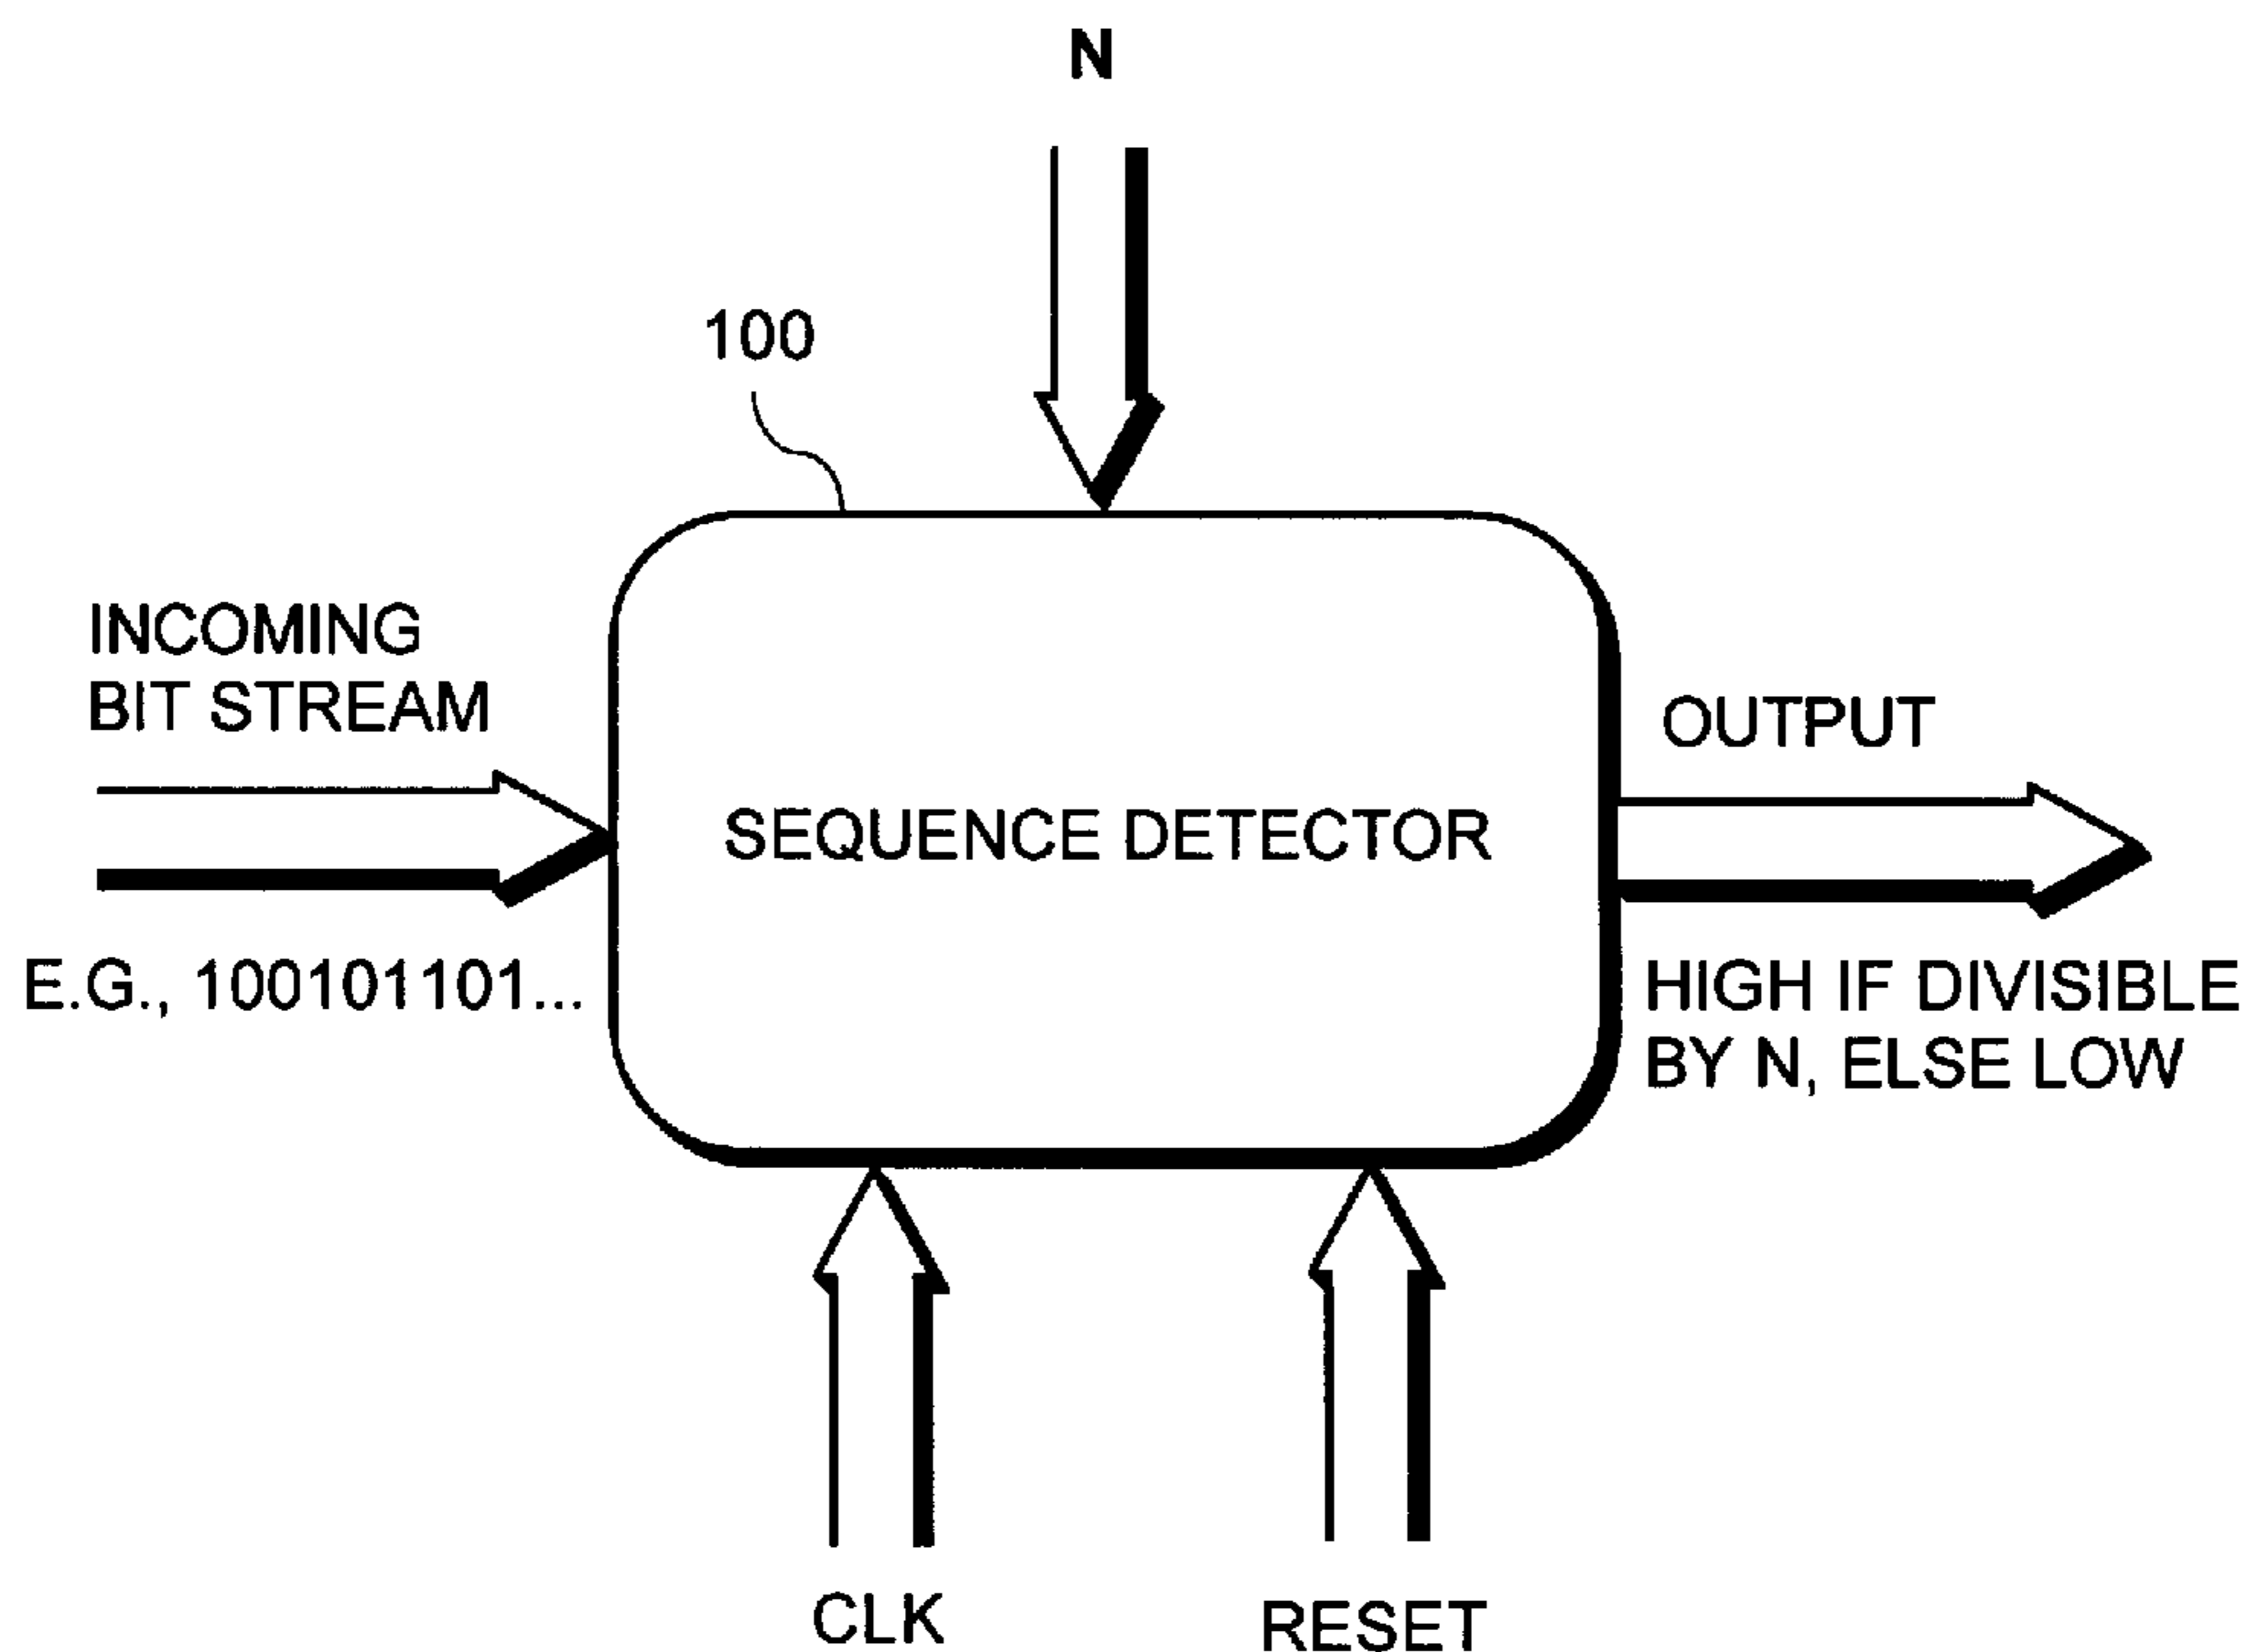 N
100
INCOMING
BIT STREAM
E.G., 100101101...
SEQUENCE DETECTOR
OUTPUT
HIGH IF DIVISIBLE
BY N, ELSE LOW
CLK
RESET